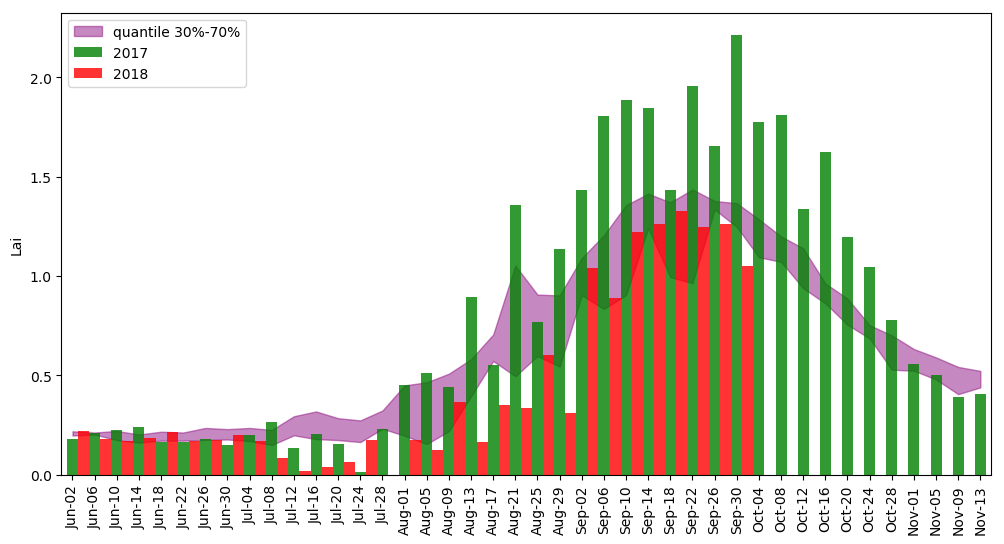 quantile 30%-70%
2017
2018
2.0
1.5
1.0
0.5
0.0
Lai
Jun-02
Jun-06
Jun-10
Jun-14
Jun-18
Jun-22
Jun-26
Jun-30
Jul-04
Jul-08
Jul-12
Jul-16
Jul-20
Jul-24
Jul-28
Aug-01
Aug-05
Aug-09
Aug-13
Aug-17
Aug-21
Aug-25
Aug-29
Sep-02
Sep-06
Sep-10
Sep-14
Sep-18
Sep-22
Sep-26
Sep-30
Oct-04
Oct-08
Oct-12
Oct-16
Oct-20
Oct-24
Oct-28
Nov-01
Nov-05
Nov-09
Nov-13